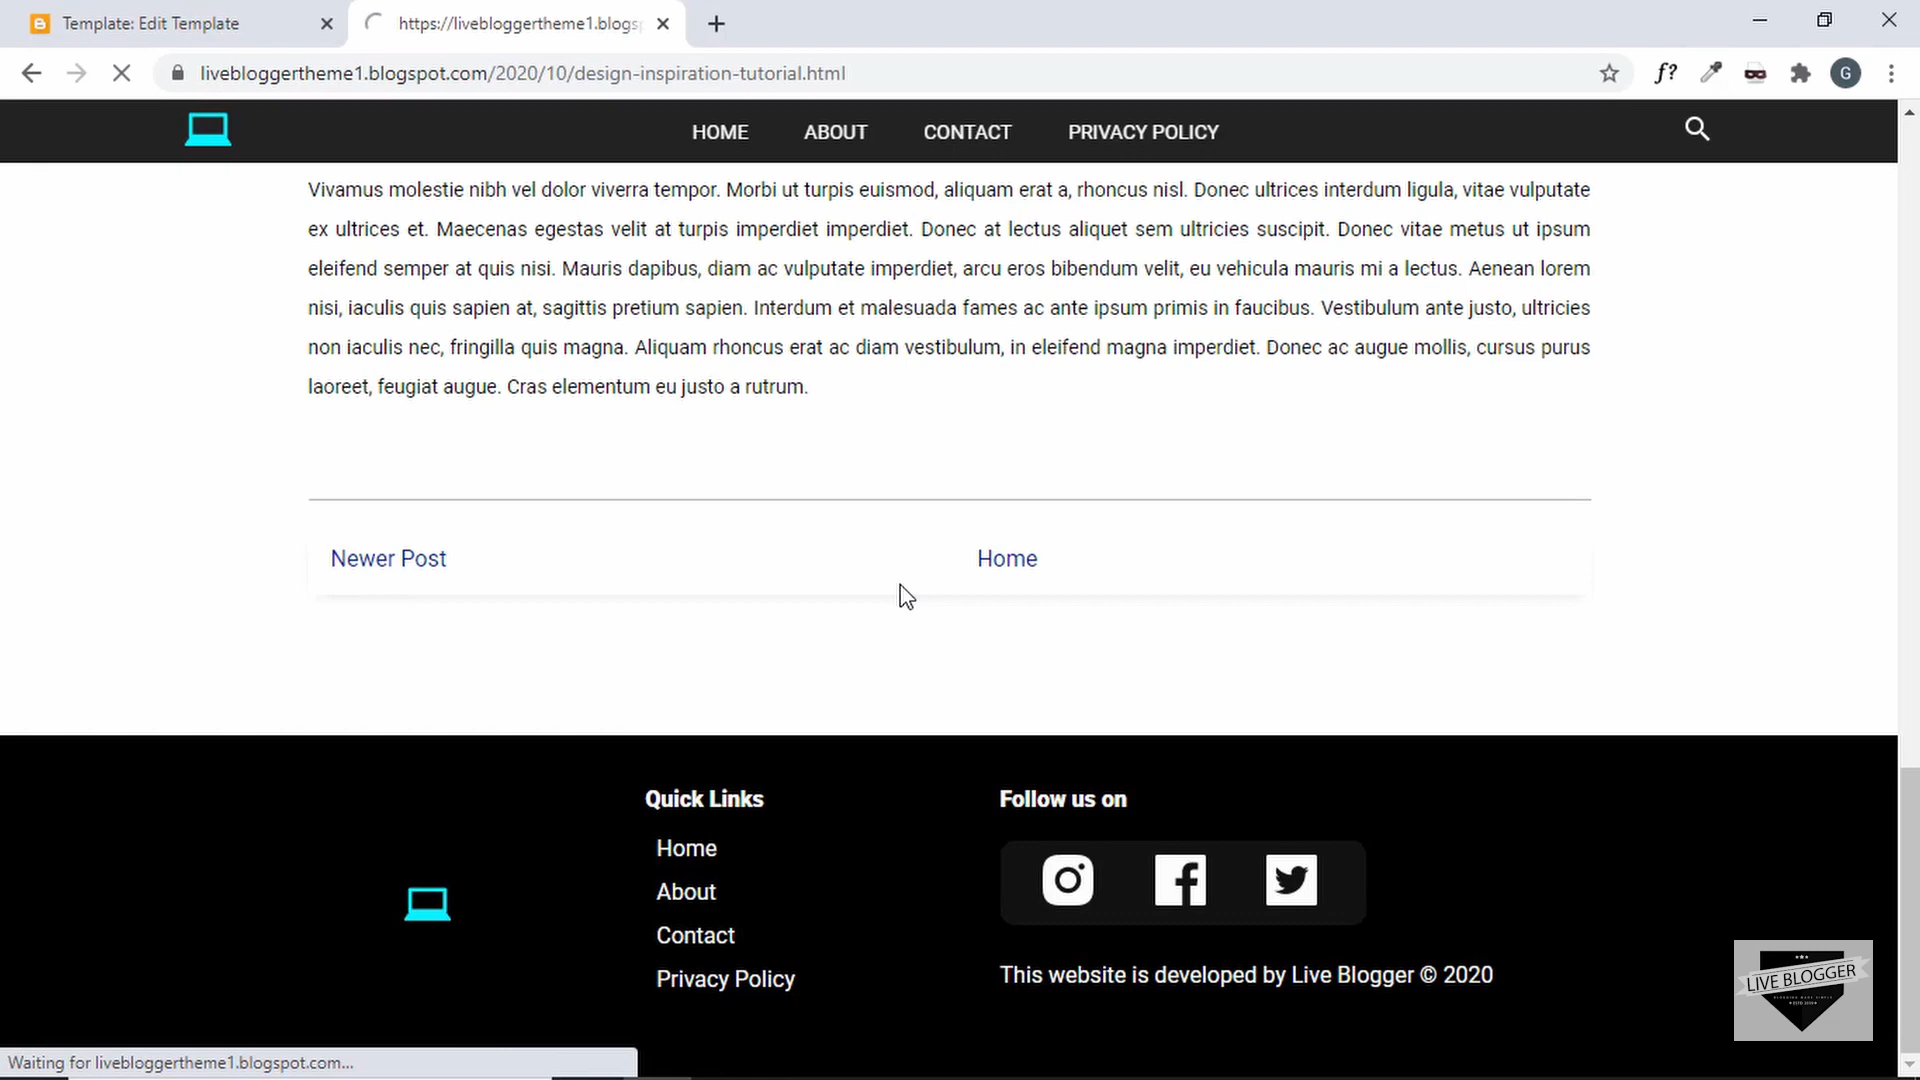 Template: Edit Template
https://livebloggertheme1.blogs
livebloggertheme1.blogspot.com/2020/10/design-inspiration-tutorial.html
f?
G
HOME ABOUT CONTACT PRIVACY POLICY
Vivamus molestie nibh vel dolor viverra tempor. Morbi ut turpis euismod, aliquam erat a, rhoncus nisl. Donec ultrices interdum ligula, vitae vulputate
ex ultrices et. Maecenas egestas velit at turpis imperdiet imperdiet. Donec at lectus aliquet sem ultricies suscipit. Donec vitae metus ut ipsum
eleifend semper at quis nisi. Mauris dapibus, diam ac vulputate imperdiet, arcu eros bibendum velit, eu vehicula mauris mi a lectus. Aenean lorem
nisi, iaculis quis sapien at, sagittis pretium sapien. Interdum et malesuada fames ac ante ipsum primis in faucibus. Vestibulum ante justo, ultricies
non iaculis nec, fringilla quis magna. Aliquam rhoncus erat ac diam vestibulum, in eleifend magna imperdiet. Donec ac augue mollis, cursus purus
laoreet, feugiat augue. Cras elementum eu justo a rutrum.
Newer Post Home
Quick Links
Home
About
Contact
Privacy Policy
Follow us on
This website is developed by Live Blogger © 2020
LIVE BLOGGER
Waiting for livebloggertheme1.blogspot.com...